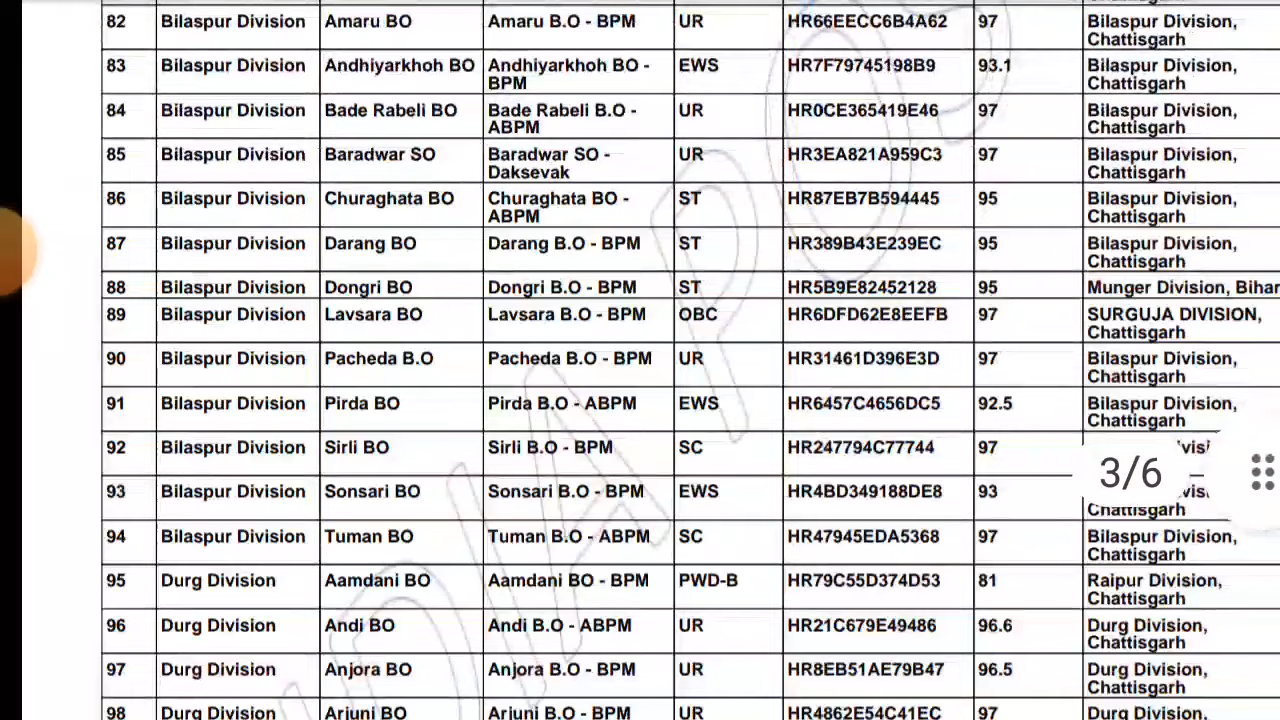 82 Bilaspur Division Amaru BO Amaru B.O - BPM UR HR66EECC6B4A62 97 Bilaspur Division,
Chattisgarh
83 Bilaspur Division Andhiyarkhoh BO Andhiyarkhoh BO - EWS HR7F79745198B9 93.1 Bilaspur Division,
BPM Chattisgarh
84 Bilaspur Division Bade Rabeli BO Bade Rabeli B.O - UR HR0CE365419E46 97 Bilaspur Division,
ABPM Chattisgarh
85 Bilaspur Division Baradwar SO Baradwar SO - UR HR3EA821A959C3 97 Bilaspur Division,
Daksevak Chattisgarh
86 Bilaspur Division Churaghata BO Churaghata BO - ST HR87EB7B594445 95 Bilaspur Division,
ABPM Chattisgarh
87 Bilaspur Division Darang BO Darang B.O - BPM ST HR389B43E239EC 95 Bilaspur Division,
Chattisgarh
88 Bilaspur Division Dongri BO Dongri B.O - BPM ST HR5B9E82452128 95 Munger Division, Bihar
89 Bilaspur Division Lavsara BO Lavsara B.O - BPM OBC HR6DFD62E8EEFB 97 SURGUJA DIVISION,
Chattisgarh
90 Bilaspur Division Pacheda B.O Pacheda B.O - BPM UR HR31461D396E3D 97 Bilaspur Division,
Chattisgarh
91 Bilaspur Division Pirda BO Pirda B.O - ABPM EWS HR6457C4656DC5 92.5 Bilaspur Division,
Chattisgarh
92 Bilaspur Division Sirli BO Sirli B.O - BPM SC HR247794C77744 97
3/6
93 Bilaspur Division Sonsari BO Sonsari B.O - BPM EWS HR4BD349188DE8 93
Chattisgarh
94 Bilaspur Division Tuman BO Tuman B.O - ABPM SC HR47945EDA5368 97 Bilaspur Division,
Chattisgarh
95 Durg Division Aamdani BO Aamdani BO - BPM PWD-B HR79C55D374D53 81 Raipur Division,
Chattisgarh
96 Durg Division Andi BO Andi B.O - ABPM UR HR21C679E49486 96.6 Durg Division,
Chattisgarh
97 Durg Division Anjora BO Anjora B.O - BPM UR HR8EB51AE79B47 96.5 Durg Division,
Chattisgarh
98 Durg Division Arjuni BO Arjuni B.O - BPM UR HR4862E54C41EC 97 Durg Division,